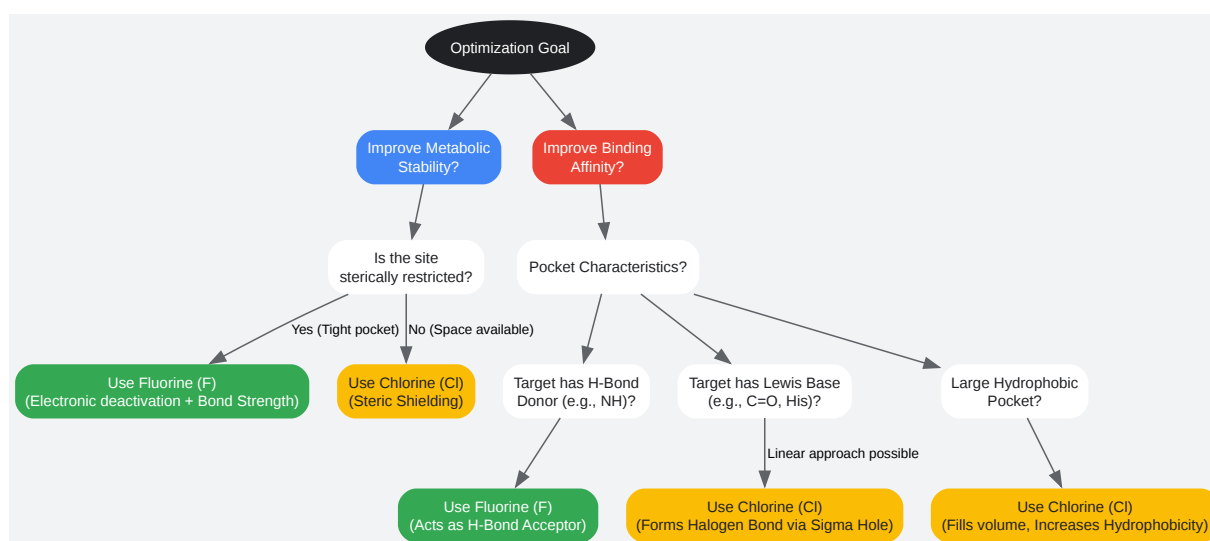 Optimization Goal
Improve Metabolic
Stability?
Improve Binding
Affinity?
Is the site
sterically restricted?
Pocket Characteristics?
Yes (Tight pocket)
No (Space available)
Use Fluorine (F)
(Electronic deactivation + Bond Strength)
Use Chlorine (Cl)
(Steric Shielding)
Target has H-Bond
Donor (e.g., NH)?
Target has Lewis Base
(e.g., C=O, His)?
Large Hydrophobic
Pocket?
Linear approach possible
Use Fluorine (F)
(Acts as H-Bond Acceptor)
Use Chlorine (Cl)
(Forms Halogen Bond via Sigma Hole)
Use Chlorine (Cl)
(Fills volume, Increases Hydrophobicity)